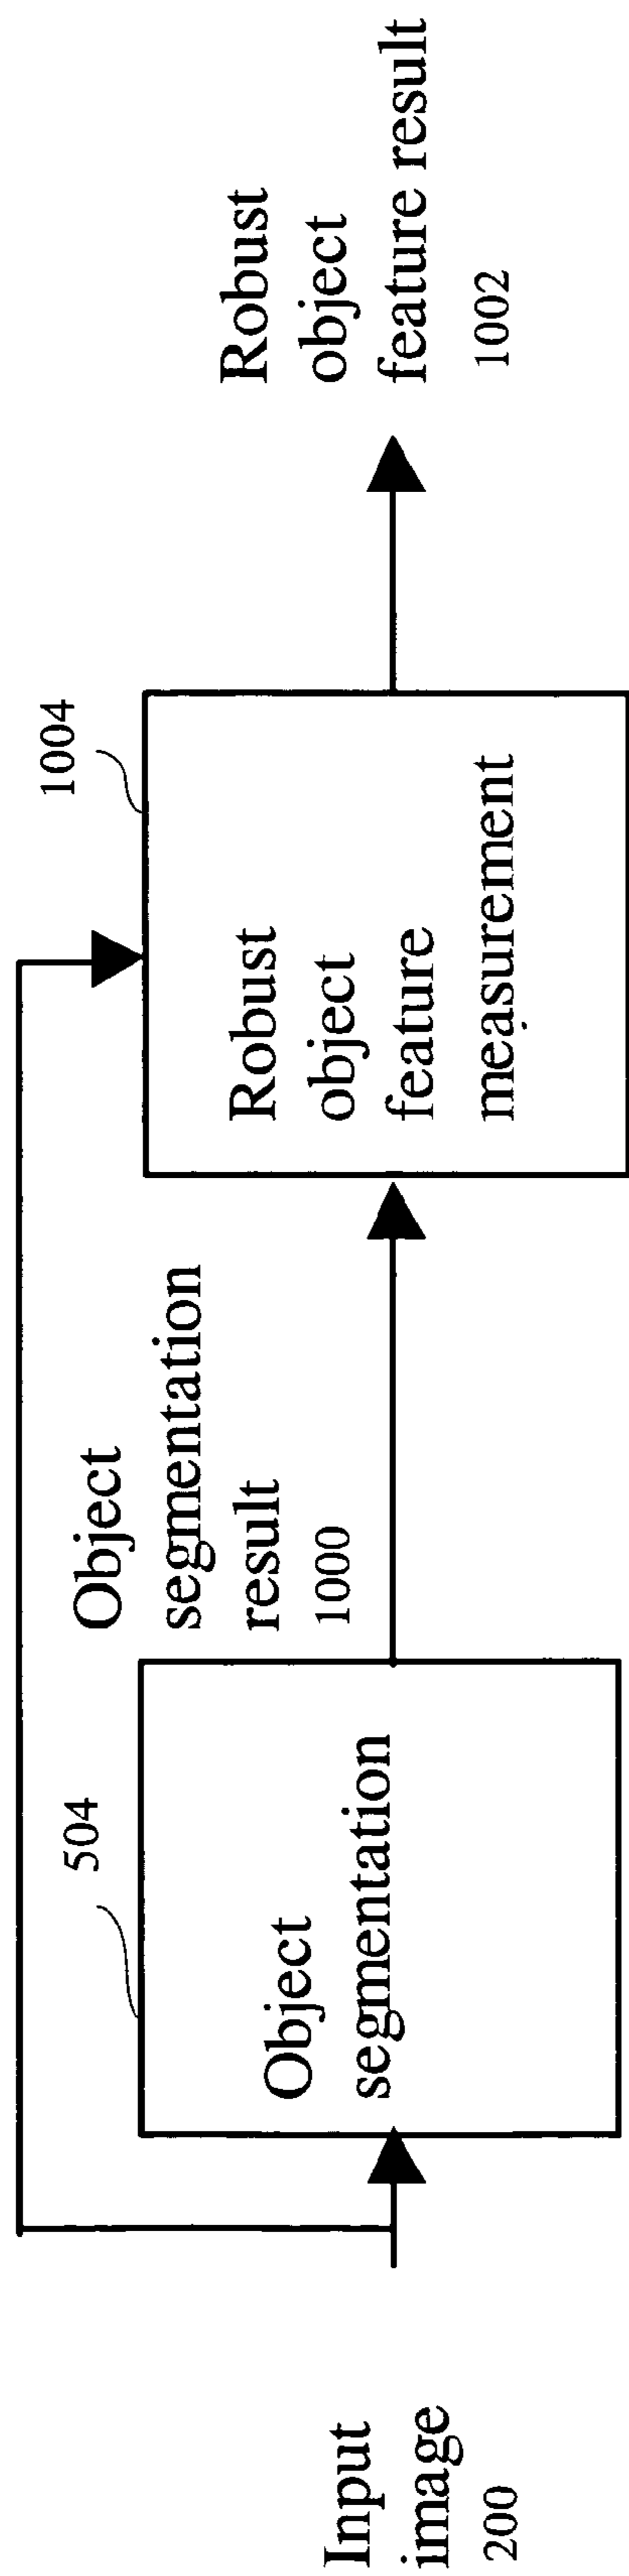 Input
image
200
504
Object
segmentation
Object
segmentation
result
1000
1004
Robust
object
feature
measurement
Robust
object
feature result
1002